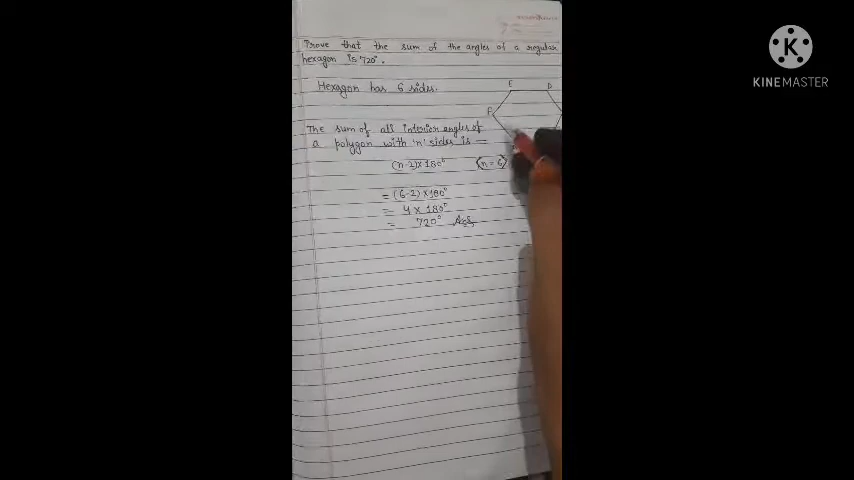 Prove that the sum of the angles of a regular
hexagon is 720°.
Hexagon has 6 sides.
E D
F
The sum of all interior angles of
a polygon with 'n' sides is =
(n-2)×180° (n = 6)
= (6-2)×180°
= 4 × 180°
= 720° Ans
K
KINEMASTER